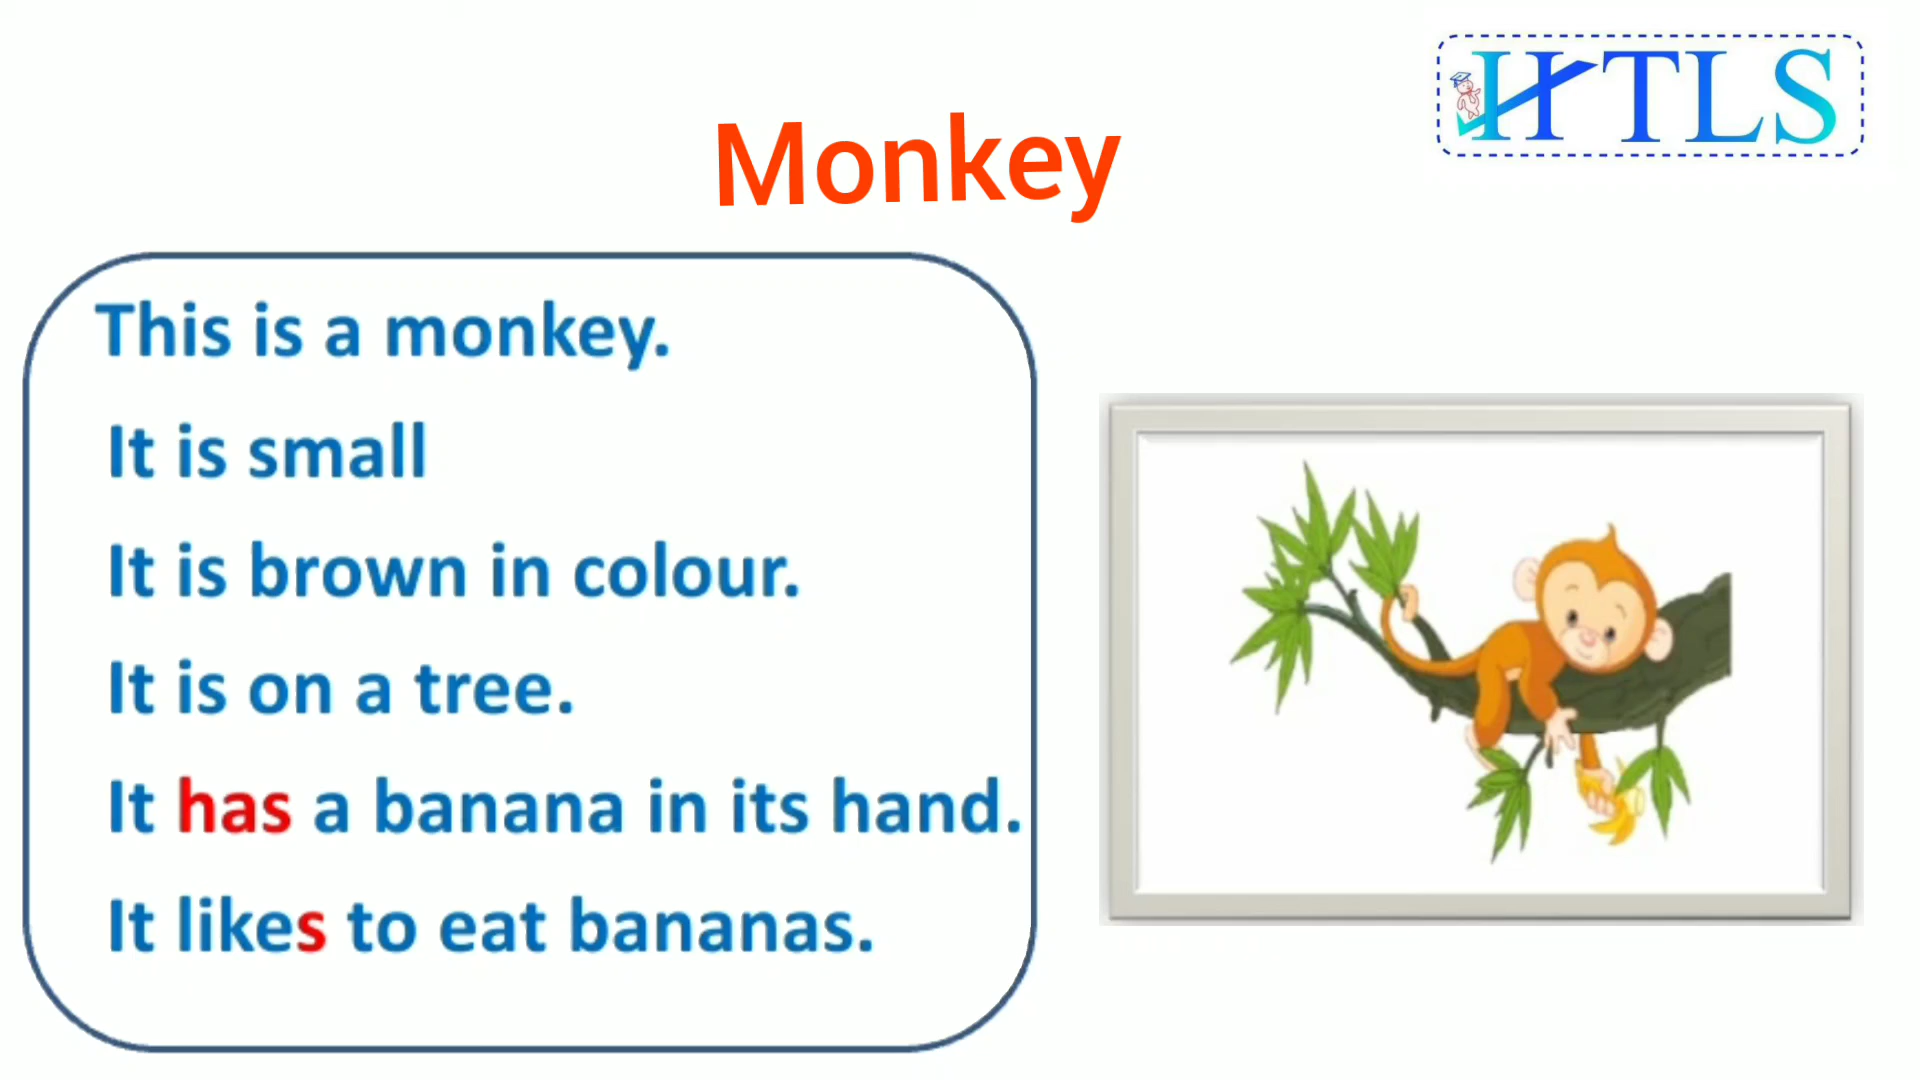 HTLS
Monkey
This is a monkey.
It is small
It is brown in colour.
It is on a tree.
It has a banana in its hand.
It likes to eat bananas.